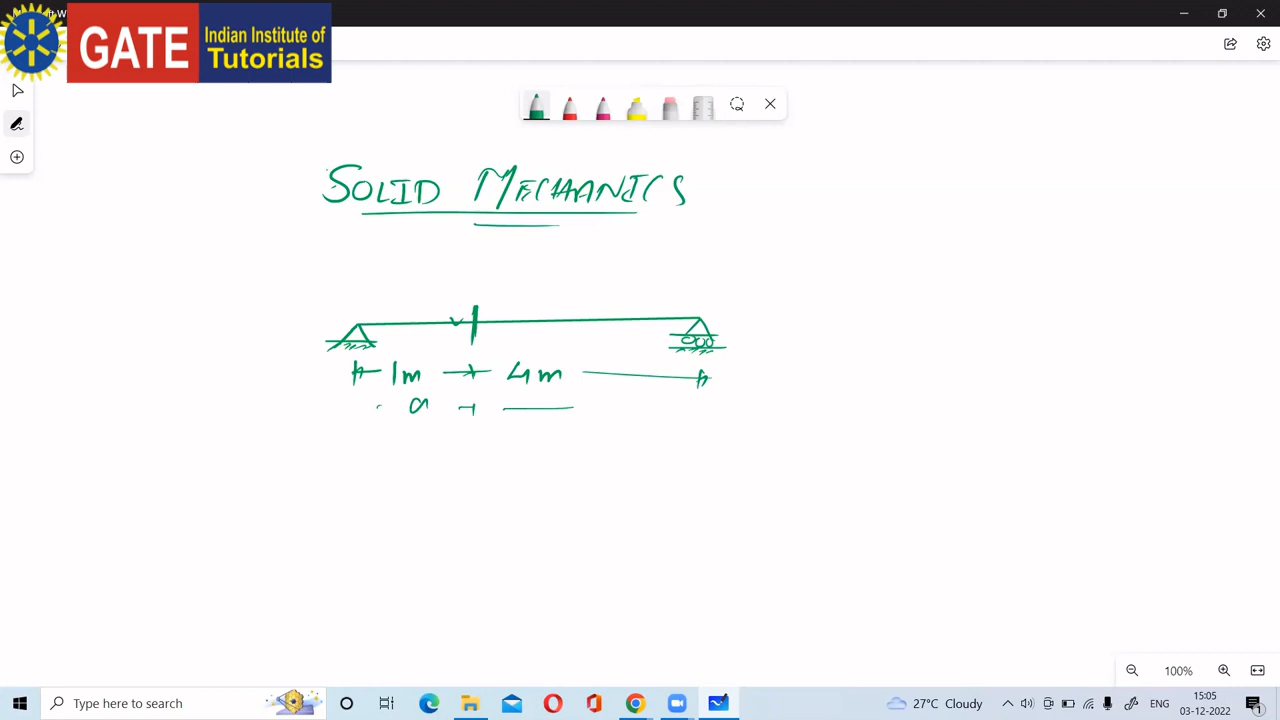 GATE
Indian Institute of
Tutorials
SOLID MECHANICS
1m 4m
a
100%
Type here to search
27°C Cloudy
ENG
15:05
03-12-2022
1